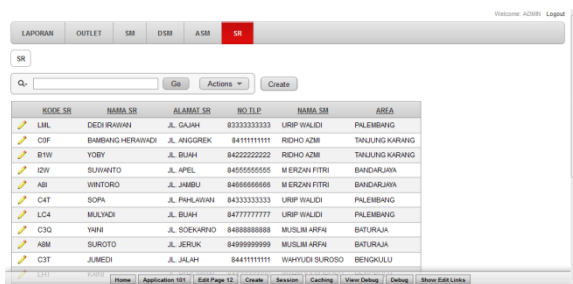 Welcome: ADMIN Logout
LAPORAN OUTLET SM DSM ASM SR
SR
Go Actions Create
KODE SR NAMA SR ALAMAT SR NO TLP NAMA SM AREA
LML DEDI IRAWAN JL. GAJAH 83333333333 URIP WALIDI PALEMBANG
C9F BAMBANG HERAWADI JL. ANGGREK 84111111111 RIDHO AZMI TANJUNG KARANG
B1W YOBY JL. BUAH 84222222222 RIDHO AZMI TANJUNG KARANG
I2W SUWANTO JL. APEL 84555555555 M ERZAN FITRI BANDARJAYA
A8I WINTORO JL. JAMBU 84666666666 M ERZAN FITRI BANDARJAYA
C4T SOPA JL. PAHLAWAN 84333333333 URIP WALIDI PALEMBANG
LC4 MULYADI JL. BUAH 84777777777 URIP WALIDI PALEMBANG
C3Q YAINI JL. SOEKARNO 84888888888 MUSLIM ARFAI BATURAJA
A8M SUROTO JL. JERUK 84999999999 MUSLIM ARFAI BATURAJA
C3T JUMEDI JL. JALAH 84411111111 WAHYUDI SUROSO BENGKULU
Home Application 101 Edit Page 12 Create Session Caching View Debug Debug Show Edit Links